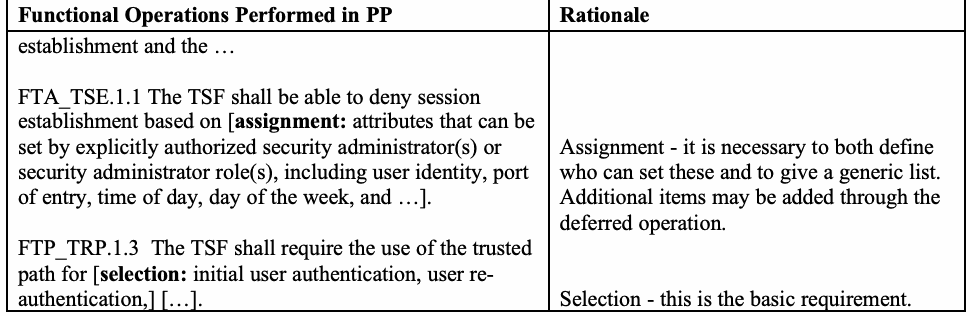 Functional Operations Performed in PP
Rationale
establishment and the …
FTA_TSE.1.1 The TSF shall be able to deny session
establishment based on [assignment: attributes that can be
set by explicitly authorized security administrator(s) or
security administrator role(s), including user identity, port
of entry, time of day, day of the week, and …].
Assignment - it is necessary to both define
who can set these and to give a generic list.
Additional items may be added through the
deferred operation.
FTP_TRP.1.3 The TSF shall require the use of the trusted
path for [selection: initial user authentication, user re-
authentication,] […].
Selection - this is the basic requirement.